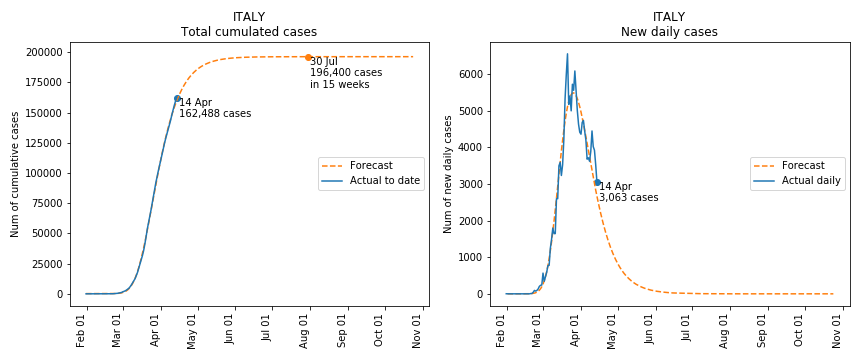 ITALY
Total cumulated cases
Num of cumulative cases
200000
175000
150000
125000
100000
75000
50000
25000
0
30 Jul
196,400 cases
in 15 weeks
14 Apr
162,488 cases
Forecast
Actual to date
Feb 01
Mar 01
Apr 01
May 01
Jun 01
Jul 01
Aug 01
Sep 01
Oct 01
Nov 01
ITALY
New daily cases
Num of new daily cases
6000
5000
4000
3000
2000
1000
0
14 Apr
3,063 cases
Forecast
Actual daily
Feb 01
Mar 01
Apr 01
May 01
Jun 01
Jul 01
Aug 01
Sep 01
Oct 01
Nov 01